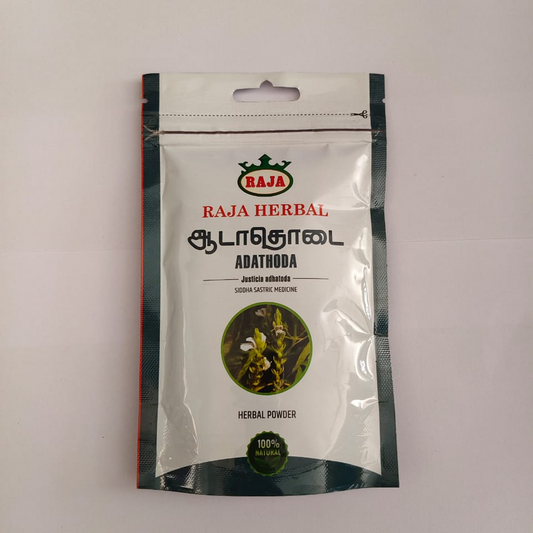 RAJA
RAJA HERBAL
ஆடாதொடை
ADATHODA
Justicia adhatoda
SIDDHA SASTRIC MEDICINE
HERBAL POWDER
100%
NATURAL